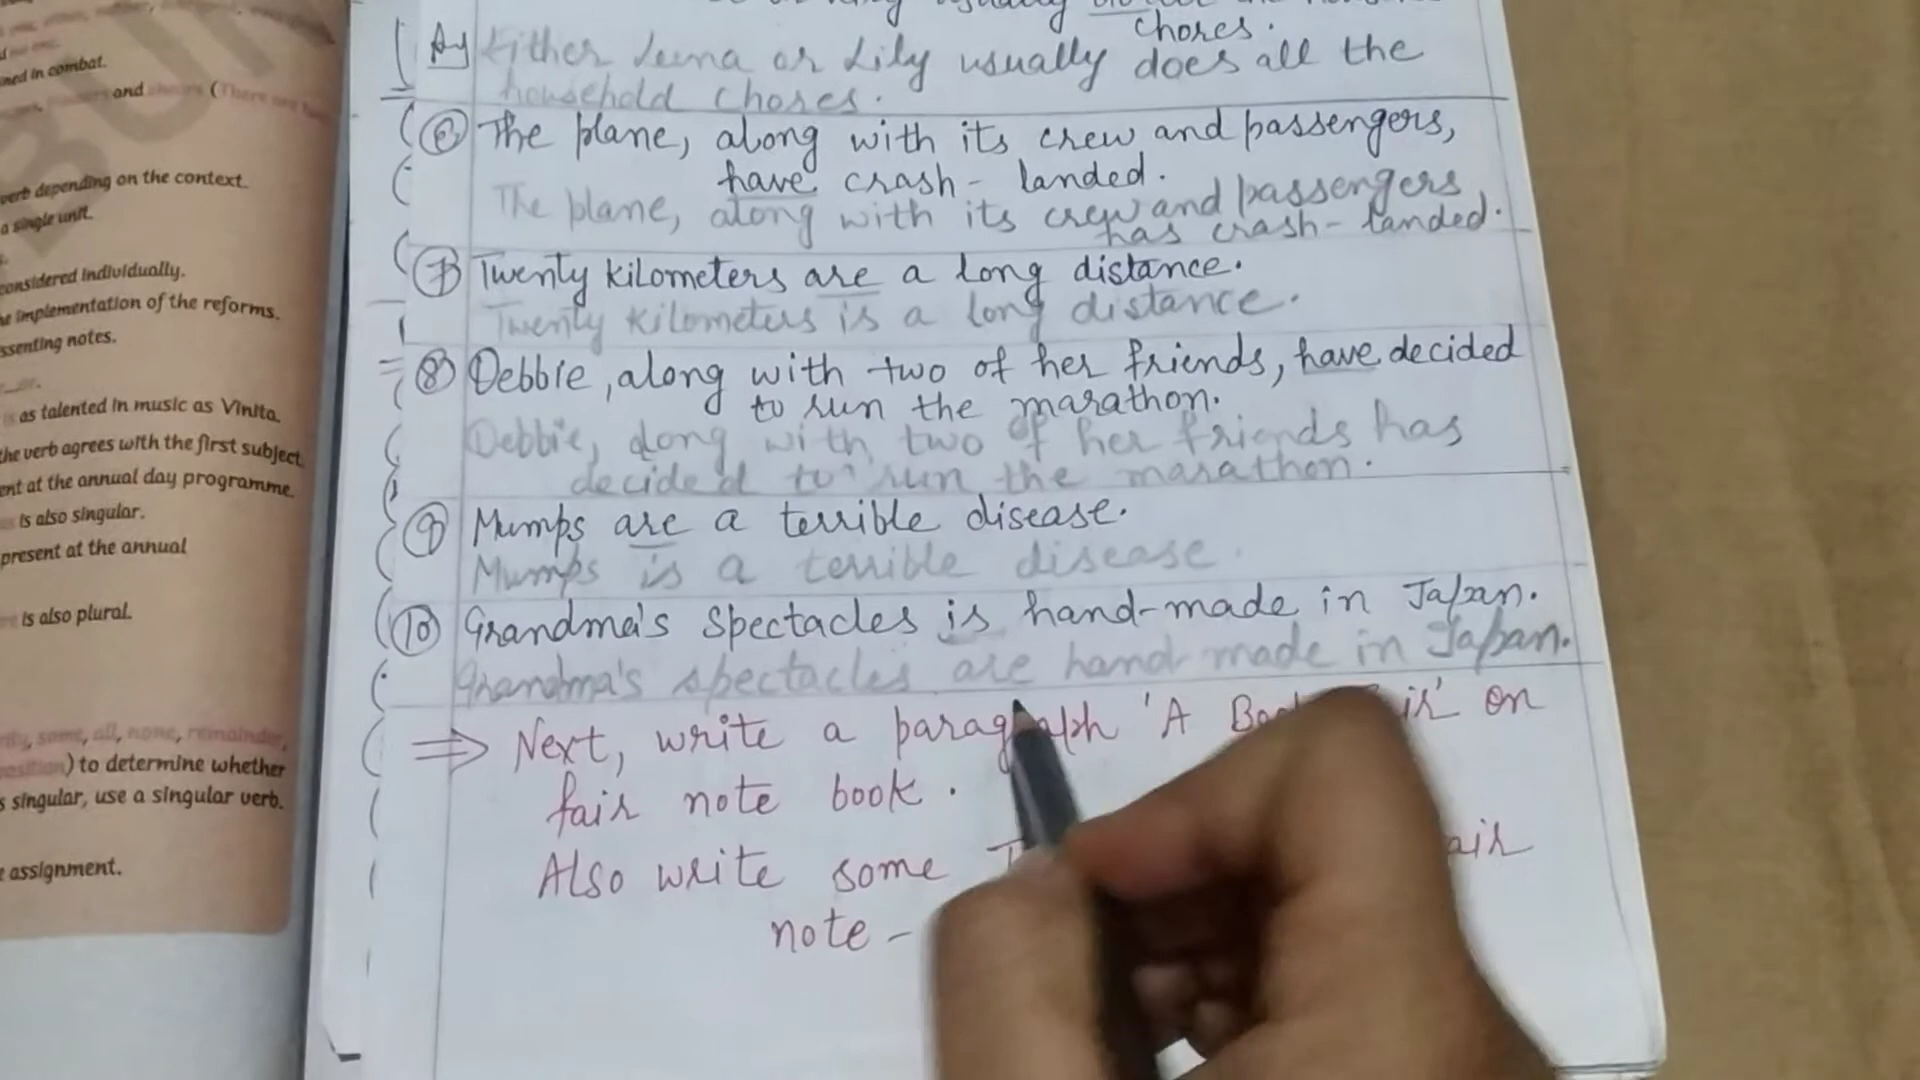 ned in combat.
and
verb depending on the context.
a single unit.
considered individually.
implementation of the reforms.
ssenting notes.
is as talented in music as Vinita.
the verb agrees with the first subject.
ent at the annual day programme.
is also singular.
present at the annual
is also plural.
some, all, none, remainder,
) to determine whether
s singular, use a singular verb.
assignment.
usually
chores.
A) Either Leena or Lily usually does all the
household chores.
6 The plane, along with its crew and passengers,
have crash-landed.
The plane, along with its crew and passengers
has crash-landed.
7 Twenty kilometers are a long distance.
Twenty kilometers is a long distance.
8 Debbie, along with two of her friends, have decided
to run the marathon.
Debbie, along with two of her friends has
decided to run the marathon.
9 Mumps are a terrible disease.
Mumps is a terrible disease.
10 Grandma's spectacles is hand-made in Japan.
Grandma's spectacles are hand-made in Japan.
⇒ Next, write a paragraph 'A on
fair note book.
Also write some
note -